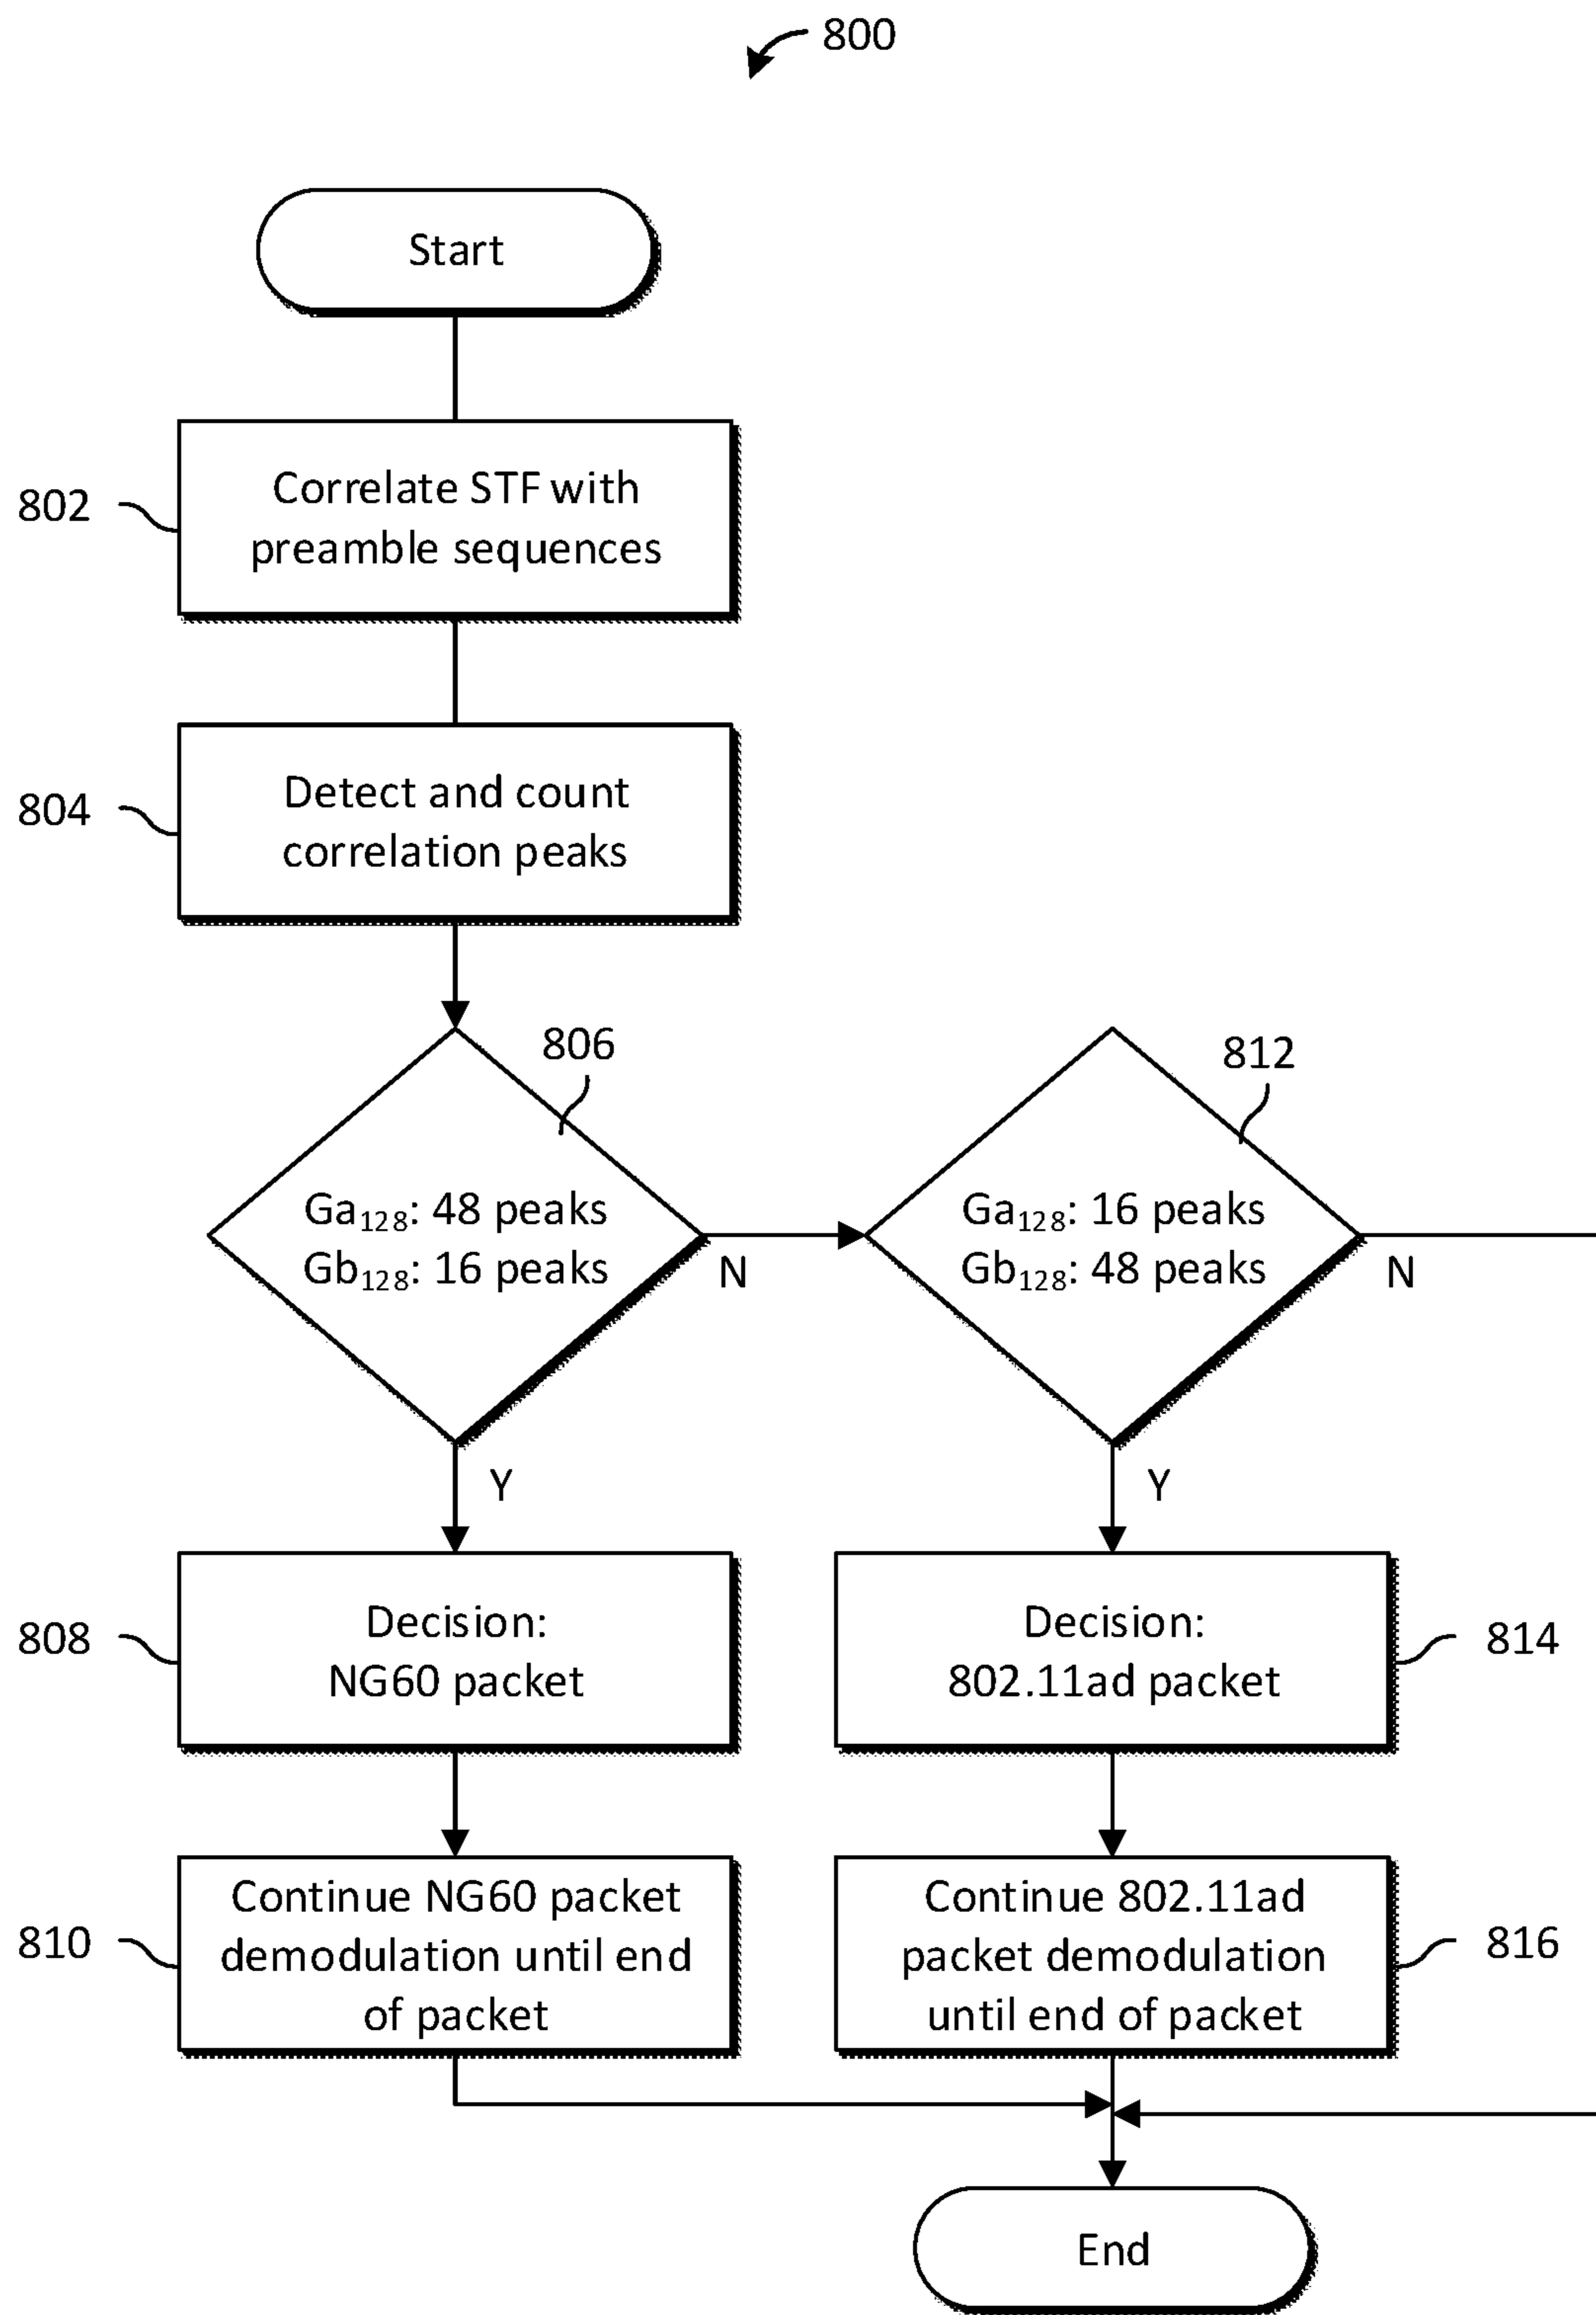 800
Start
802
Correlate STF with
preamble sequences
804
Detect and count
correlation peaks
806
Ga₁₂₈: 48 peaks
Gb₁₂₈: 16 peaks
N
Y
812
Ga₁₂₈: 16 peaks
Gb₁₂₈: 48 peaks
N
Y
808
Decision:
NG60 packet
Decision:
802.11ad packet
814
810
Continue NG60 packet
demodulation until end
of packet
Continue 802.11ad
packet demodulation
until end of packet
816
End